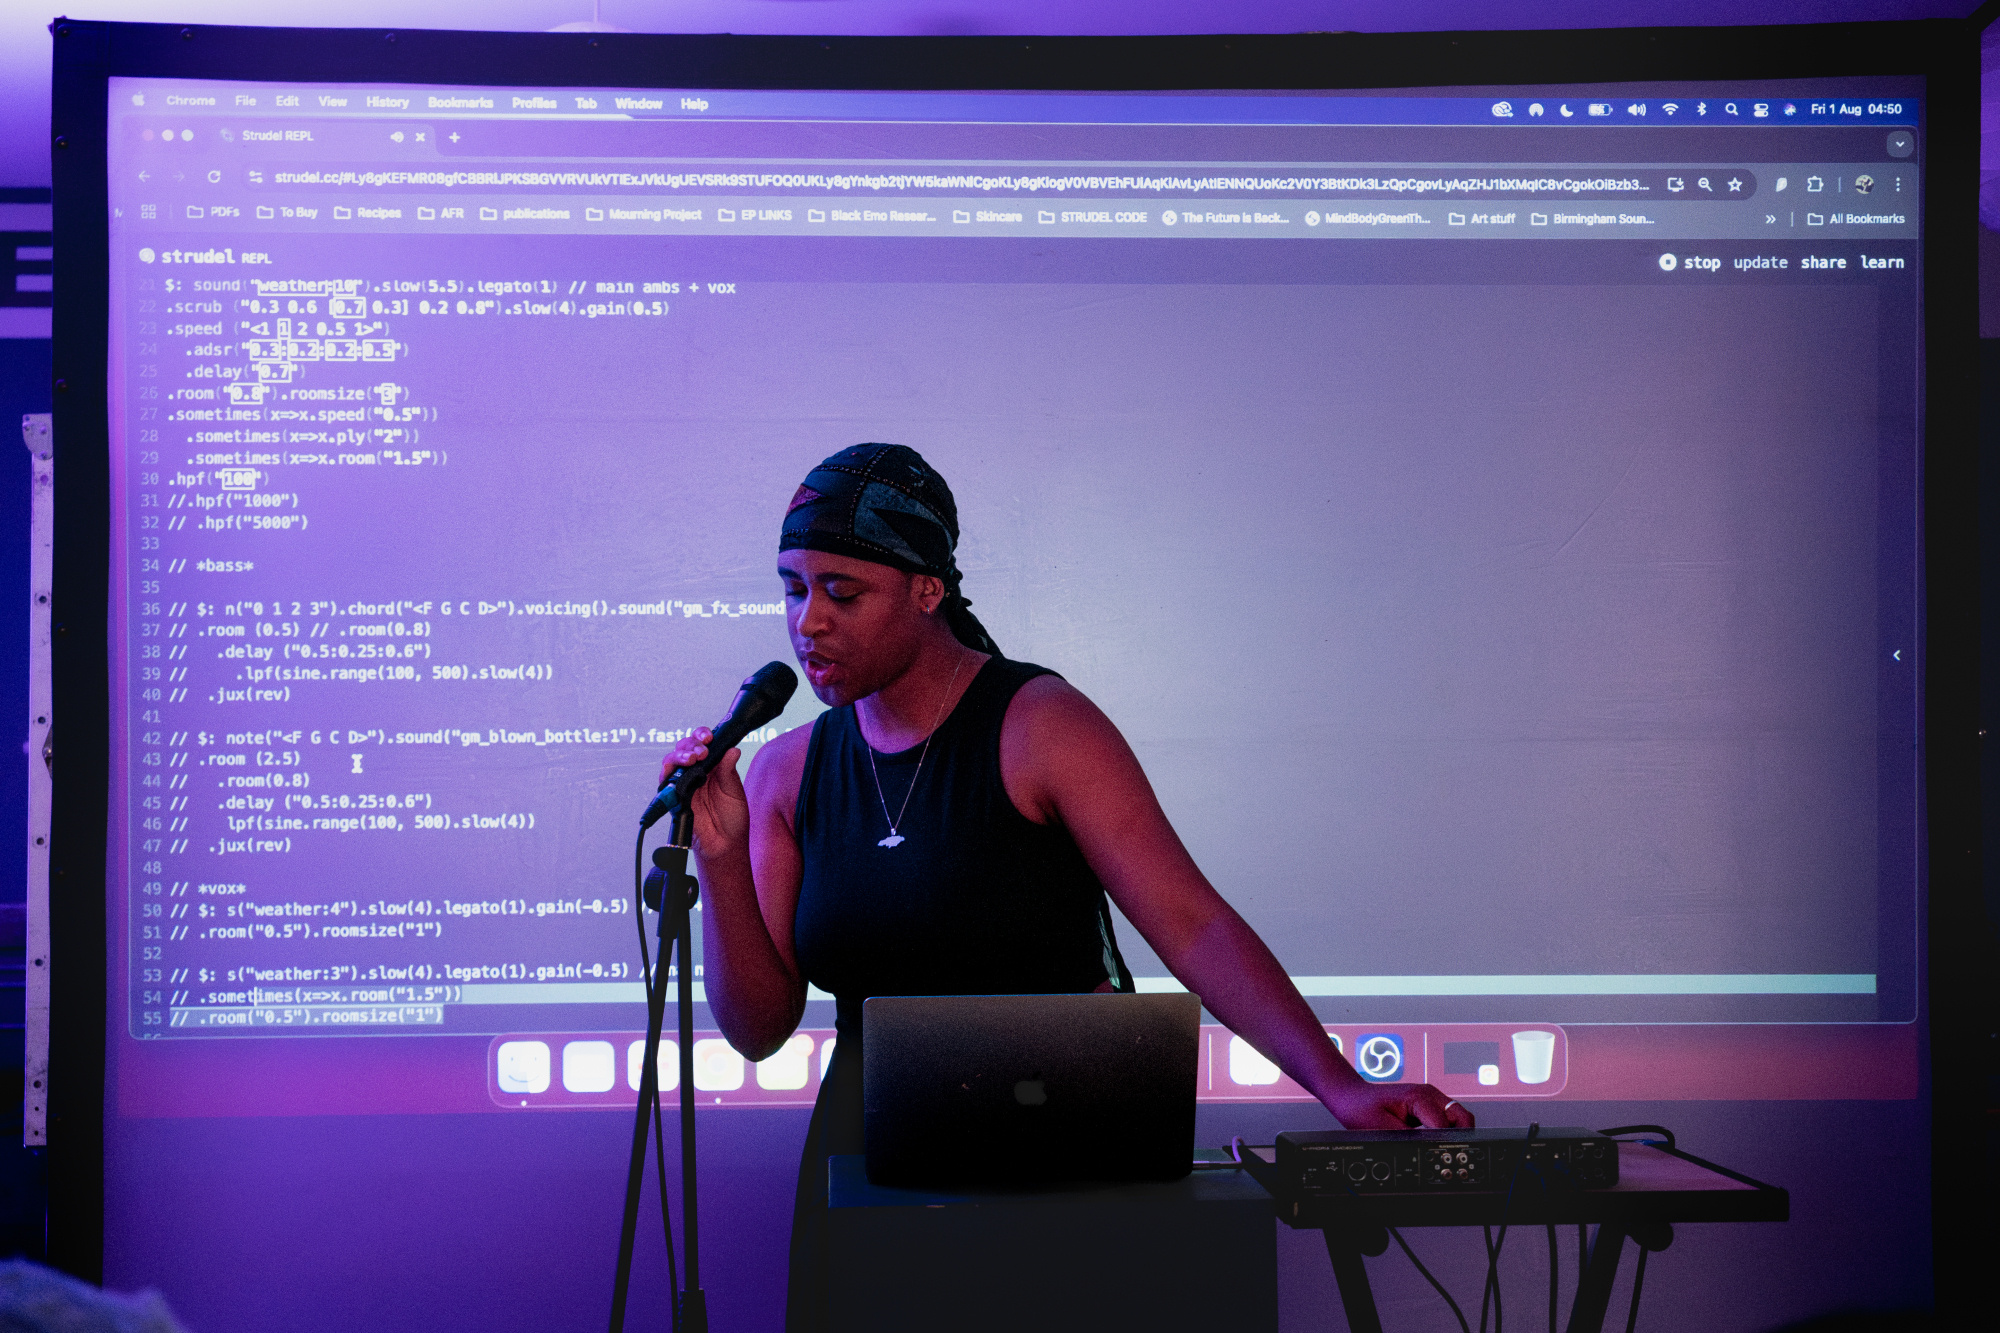 Chrome File Edit View History Bookmarks Profiles Tab Window Help
Fri 1 Aug 04:50
Strudel REPL
PDFs To Buy Recipes AFR publications Mourning Project EP LINKS Black Emo Resear... Skincare STRUDEL CODE The Future is Back... MindBodyGreenTh... Art stuff Birmingham Soun... All Bookmarks
strudel REPL
stop update share learn
21 $: sound("weather:10").slow(5.5).legato(1) // main ambs + vox
22 .scrub ("0.3 0.6 [0.7 0.3] 0.2 0.8").slow(4).gain(0.5)
23 .speed ("<1 1 2 0.5 1>")
24 .adsr("0.3:0.2:0.2:0.5")
25 .delay("0.7")
26 .room("0.8").roomsize("3")
27 .sometimes(x=>x.speed("0.5"))
28 .sometimes(x=>x.ply("2"))
29 .sometimes(x=>x.room("1.5"))
30 .hpf("100")
31 //.hpf("1000")
32 // .hpf("5000")
33
34 // *bass*
35
36 // $: n("0 1 2 3").chord("<F G C D>").voicing().sound("gm_fx_sound
37 // .room (0.5) // .room(0.8)
38 // .delay ("0.5:0.25:0.6")
39 // .lpf(sine.range(100, 500).slow(4))
40 // .jux(rev)
41
42 // $: note("<F G C D>").sound("gm_blown_bottle:1").fast(
43 // .room (2.5)
44 // .room(0.8)
45 // .delay ("0.5:0.25:0.6")
46 // lpf(sine.range(100, 500).slow(4))
47 // .jux(rev)
48
49 // *vox*
50 // $: s("weather:4").slow(4).legato(1).gain(-0.5)
51 // .room("0.5").roomsize("1")
52
53 // $: s("weather:3").slow(4).legato(1).gain(-0.5) //
54 // .sometimes(x=>x.room("1.5"))
55 // .room("0.5").roomsize("1")